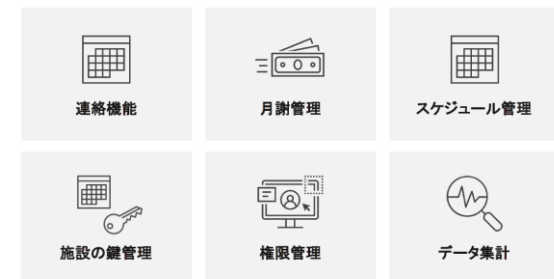 連絡機能
月謝管理
スケジュール管理
施設の鍵管理
権限管理
データ集計